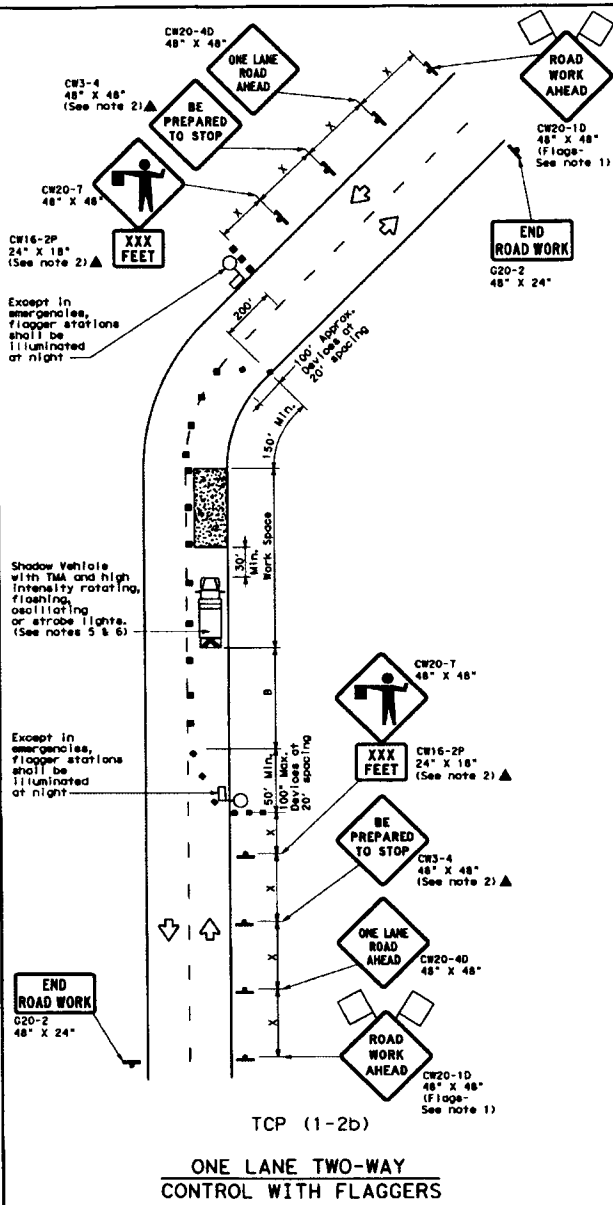 CW20-4D
48" X 48"
ONE LANE
ROAD
AHEAD
CW3-4
48" X 48"
(See note 2) ▲
BE
PREPARED
TO STOP
ROAD
WORK
AHEAD
CW20-1D
48" X 48"
(Flags-
See note 1)
CW20-7
48" X 48"
XXX
FEET
CW16-2P
24" X 18"
(See note 2) ▲
X
X
X
X
END
ROAD WORK
G20-2
48" X 24"
Except in
emergencies,
flagger stations
shall be
illuminated
at night
200'
100' Approx.
Devices at
20' spacing
150' Min.
Work Space
30'
Min.
Shadow Vehicle
with TMA and high
intensity rotating,
flashing,
oscillating
or strobe lights.
(See notes 5 & 6)
B
CW20-7
48" X 48"
XXX
FEET
CW16-2P
24" X 18"
(See note 2) ▲
Except in
emergencies,
flagger stations
shall be
illuminated
at night
50' Min.
100" Max.
Devices at
20' spacing
X
X
X
X
BE
PREPARED
TO STOP
CW3-4
48" X 48"
(See note 2) ▲
ONE LANE
ROAD
AHEAD
CW20-4D
48" X 48"
END
ROAD WORK
G20-2
48" X 24"
ROAD
WORK
AHEAD
CW20-1D
48" X 48"
(Flags-
See note 1)
TCP (1-2b)
ONE LANE TWO-WAY
CONTROL WITH FLAGGERS